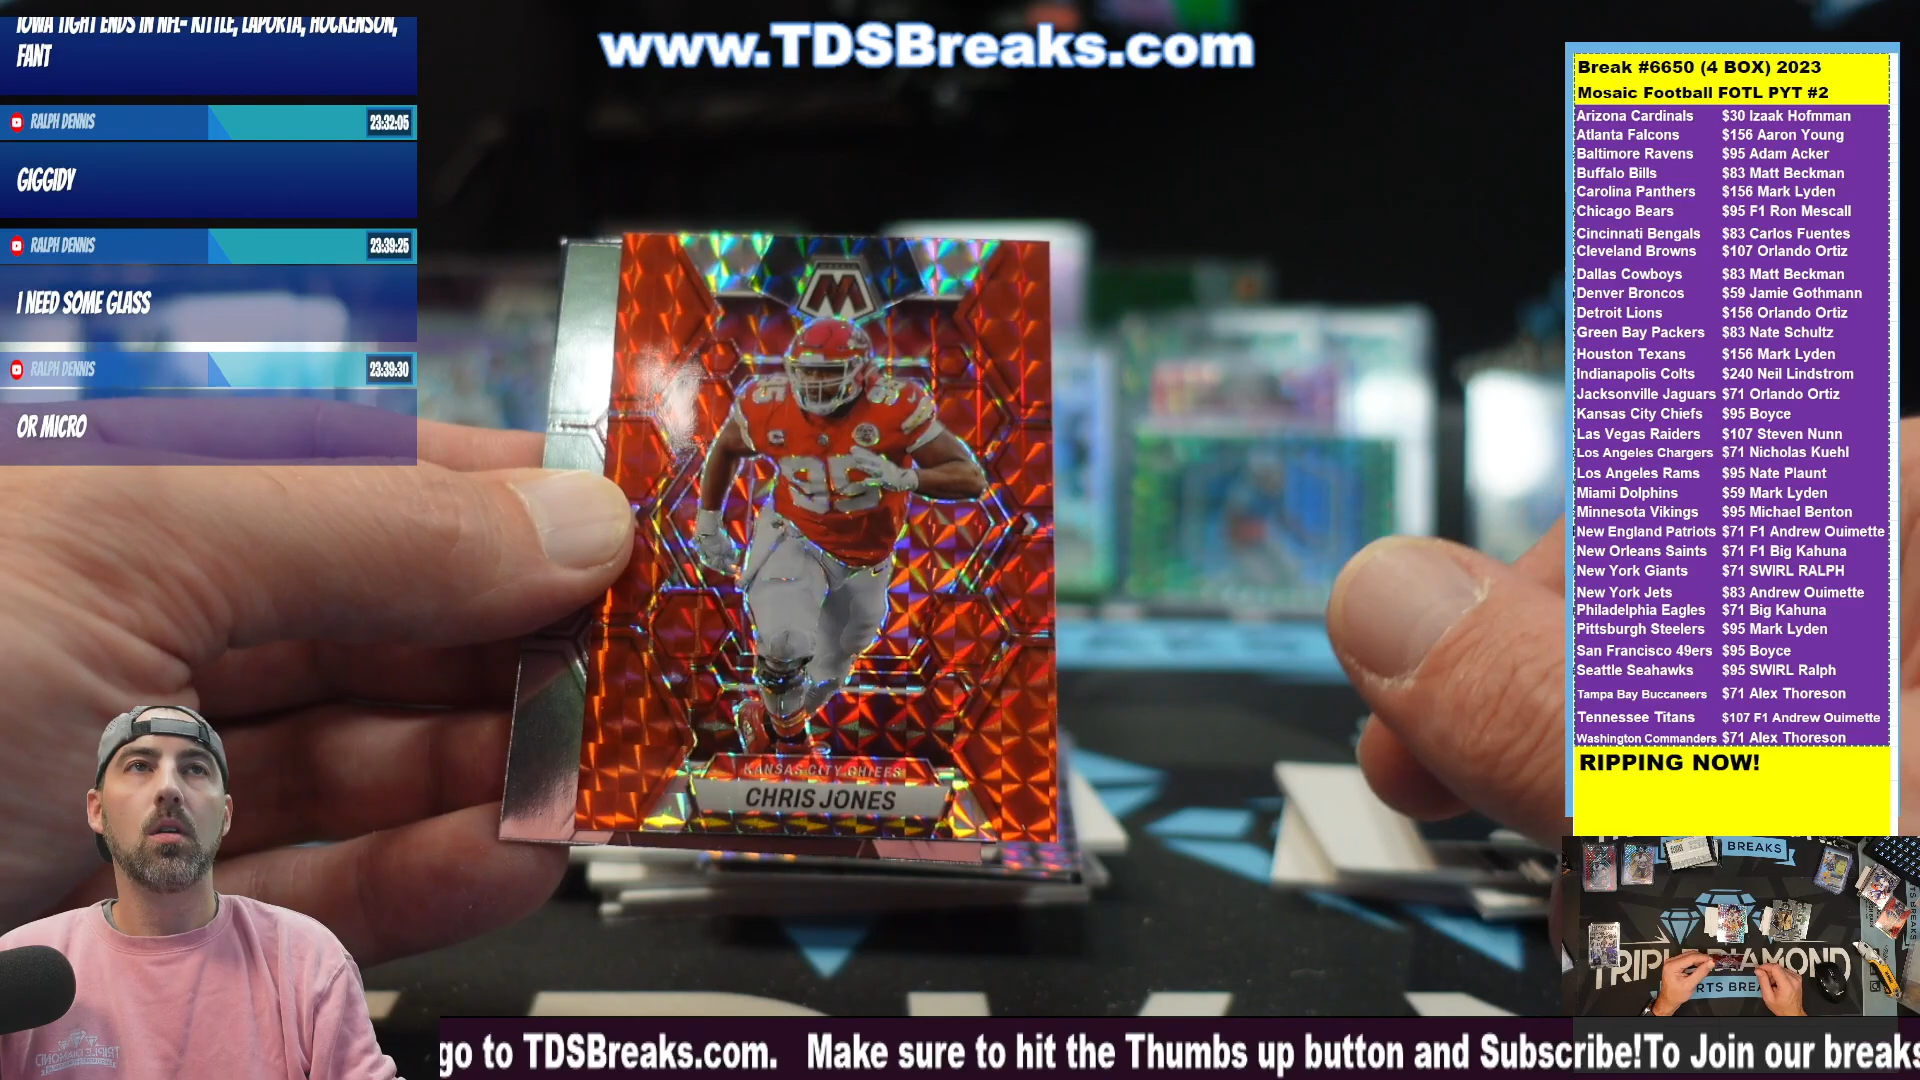 IOWA TIGHT ENDS IN NFL- KITTLE, LAPORTA, HOCKENSON,
FANT
RALPH DENNIS 23:32:05
GIGGIDY
RALPH DENNIS 23:39:25
I NEED SOME GLASS
RALPH DENNIS 23:39:30
OR MICRO
www.TDSBreaks.com
M
95 95
95
KANSAS CITY CHIEFS
CHRIS JONES
Break #6650 (4 BOX) 2023
Mosaic Football FOTL PYT #2
Arizona Cardinals $30 Izaak Hofmman
Atlanta Falcons $156 Aaron Young
Baltimore Ravens $95 Adam Acker
Buffalo Bills $83 Matt Beckman
Carolina Panthers $156 Mark Lyden
Chicago Bears $95 F1 Ron Mescall
Cincinnati Bengals $83 Carlos Fuentes
Cleveland Browns $107 Orlando Ortiz
Dallas Cowboys $83 Matt Beckman
Denver Broncos $59 Jamie Gothmann
Detroit Lions $156 Orlando Ortiz
Green Bay Packers $83 Nate Schultz
Houston Texans $156 Mark Lyden
Indianapolis Colts $240 Neil Lindstrom
Jacksonville Jaguars $71 Orlando Ortiz
Kansas City Chiefs $95 Boyce
Las Vegas Raiders $107 Steven Nunn
Los Angeles Chargers $71 Nicholas Kuehl
Los Angeles Rams $95 Nate Plaunt
Miami Dolphins $59 Mark Lyden
Minnesota Vikings $95 Michael Benton
New England Patriots $71 F1 Andrew Ouimette
New Orleans Saints $71 F1 Big Kahuna
New York Giants $71 SWIRL RALPH
New York Jets $83 Andrew Ouimette
Philadelphia Eagles $71 Big Kahuna
Pittsburgh Steelers $95 Mark Lyden
San Francisco 49ers $95 Boyce
Seattle Seahawks $95 SWIRL Ralph
Tampa Bay Buccaneers $71 Alex Thoreson
Tennessee Titans $107 F1 Andrew Ouimette
Washington Commanders $71 Alex Thoreson
RIPPING NOW!
BREAKS
TRIPLE DIAMOND
RTS BREA
go to TDSBreaks.com. Make sure to hit the Thumbs up button and Subscribe!To Join our breaks